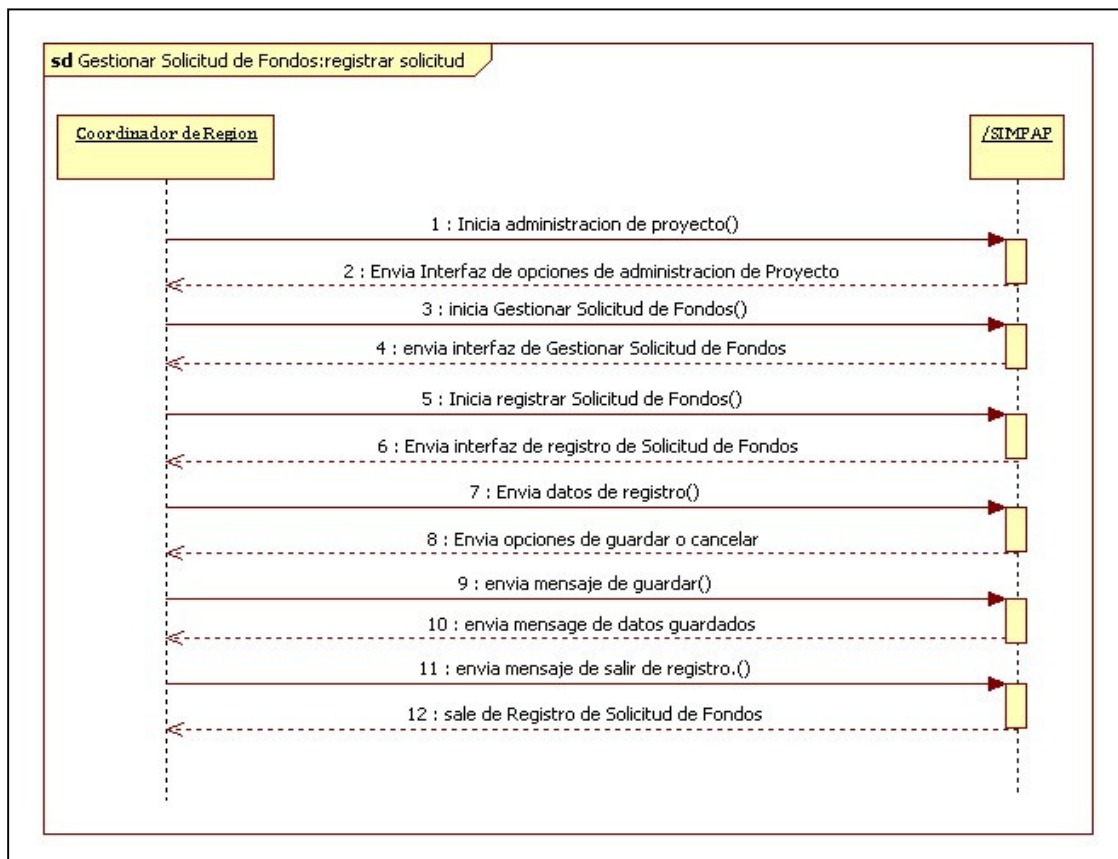 sd Gestionar Solicitud de Fondos:registrar solicitud
Coordinador de Region
/SIMFAP
1 : Inicia administracion de proyecto()
2 : Envia Interfaz de opciones de administracion de Proyecto
3 : inicia Gestionar Solicitud de Fondos()
4 : envia interfaz de Gestionar Solicitud de Fondos
5 : Inicia registrar Solicitud de Fondos()
6 : Envia interfaz de registro de Solicitud de Fondos
7 : Envia datos de registro()
8 : Envia opciones de guardar o cancelar
9 : envia mensaje de guardar()
10 : envia mensage de datos guardados
11 : envia mensaje de salir de registro.()
12 : sale de Registro de Solicitud de Fondos